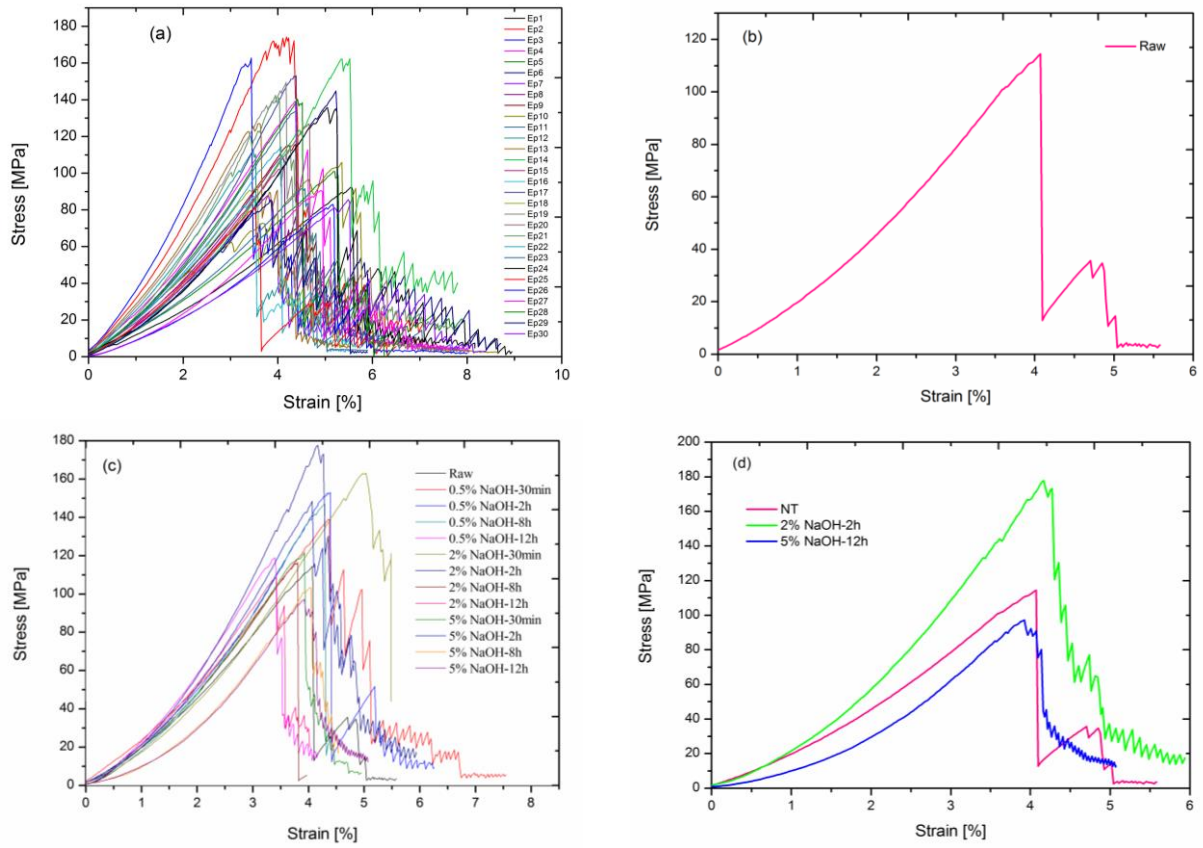 (a)
180
160
140
120
100
80
60
40
20
0
0 2 4 6 8 10
Stress [MPa]
Strain [%]
Ep1
Ep2
Ep3
Ep4
Ep5
Ep6
Ep7
Ep8
Ep9
Ep10
Ep11
Ep12
Ep13
Ep14
Ep15
Ep16
Ep17
Ep18
Ep19
Ep20
Ep21
Ep22
Ep23
Ep24
Ep25
Ep26
Ep27
Ep28
Ep29
Ep30
(b)
Raw
120
100
80
60
40
20
0
0 1 2 3 4 5 6
Stress [MPa]
Strain [%]
(c)
180
160
140
120
100
80
60
40
20
0
0 1 2 3 4 5 6 7 8
Stress [MPa]
Strain [%]
Raw
0.5% NaOH-30min
0.5% NaOH-2h
0.5% NaOH-8h
0.5% NaOH-12h
2% NaOH-30min
2% NaOH-2h
2% NaOH-8h
2% NaOH-12h
5% NaOH-30min
5% NaOH-2h
5% NaOH-8h
5% NaOH-12h
(d)
200
180
160
140
120
100
80
60
40
20
0
0 1 2 3 4 5 6
Stress [MPa]
Strain [%]
NT
2% NaOH-2h
5% NaOH-12h